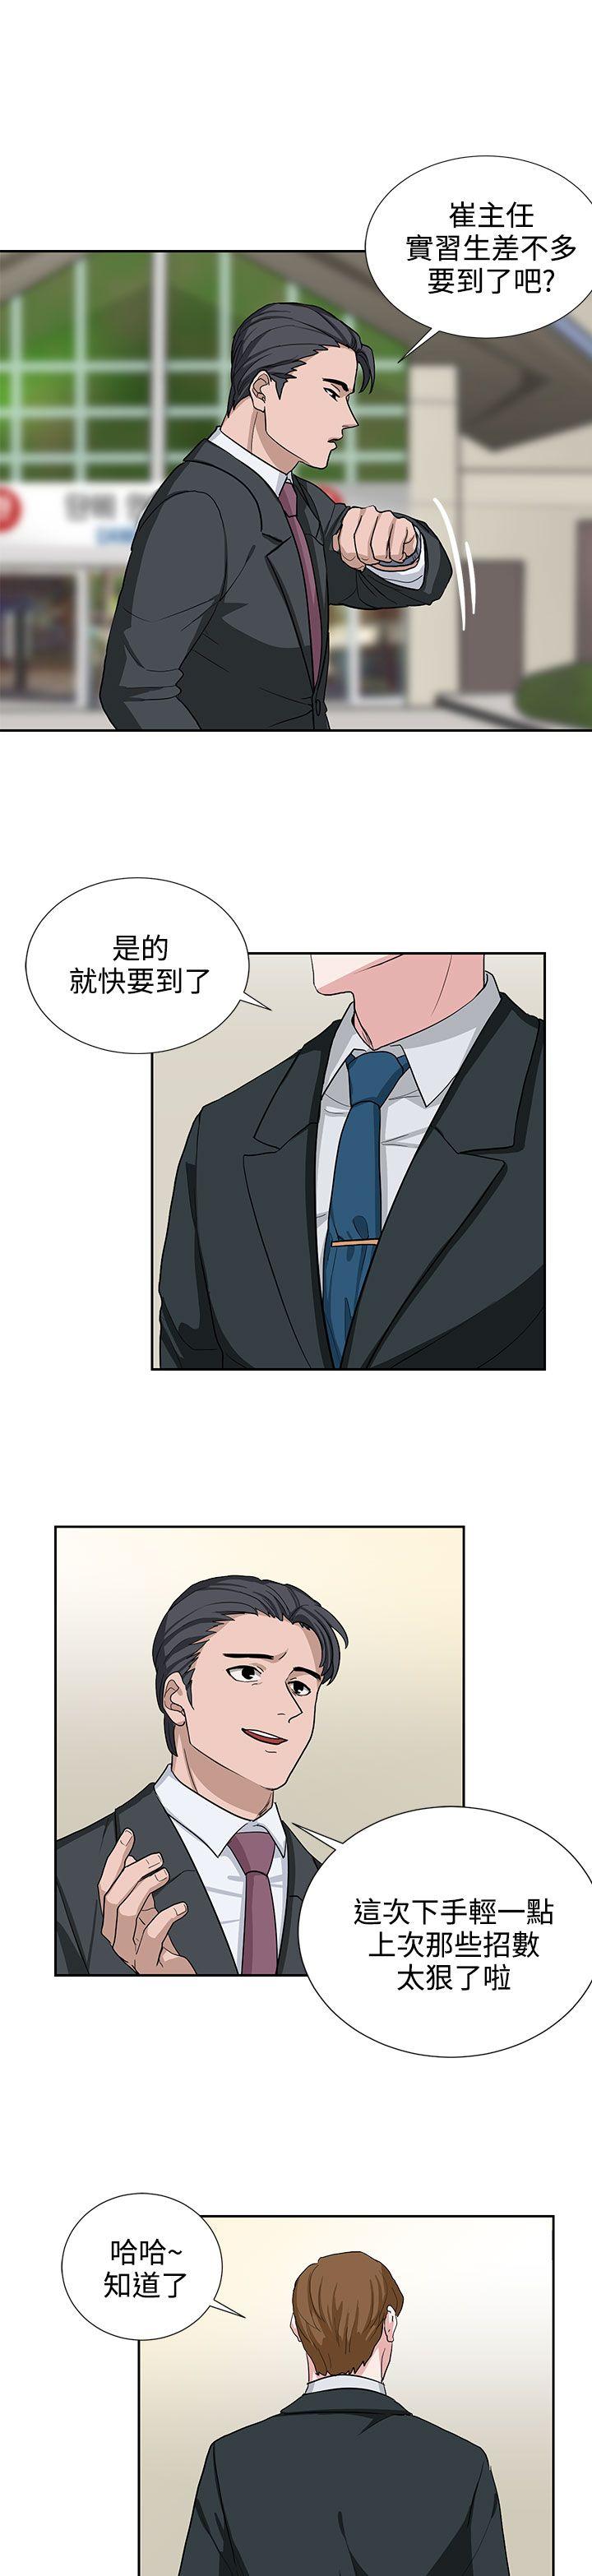 崔主任
實習生差不多
要到了吧?
是的
就快要到了
這次下手輕一點
上次那些招數
太狠了啦
哈哈~
知道了